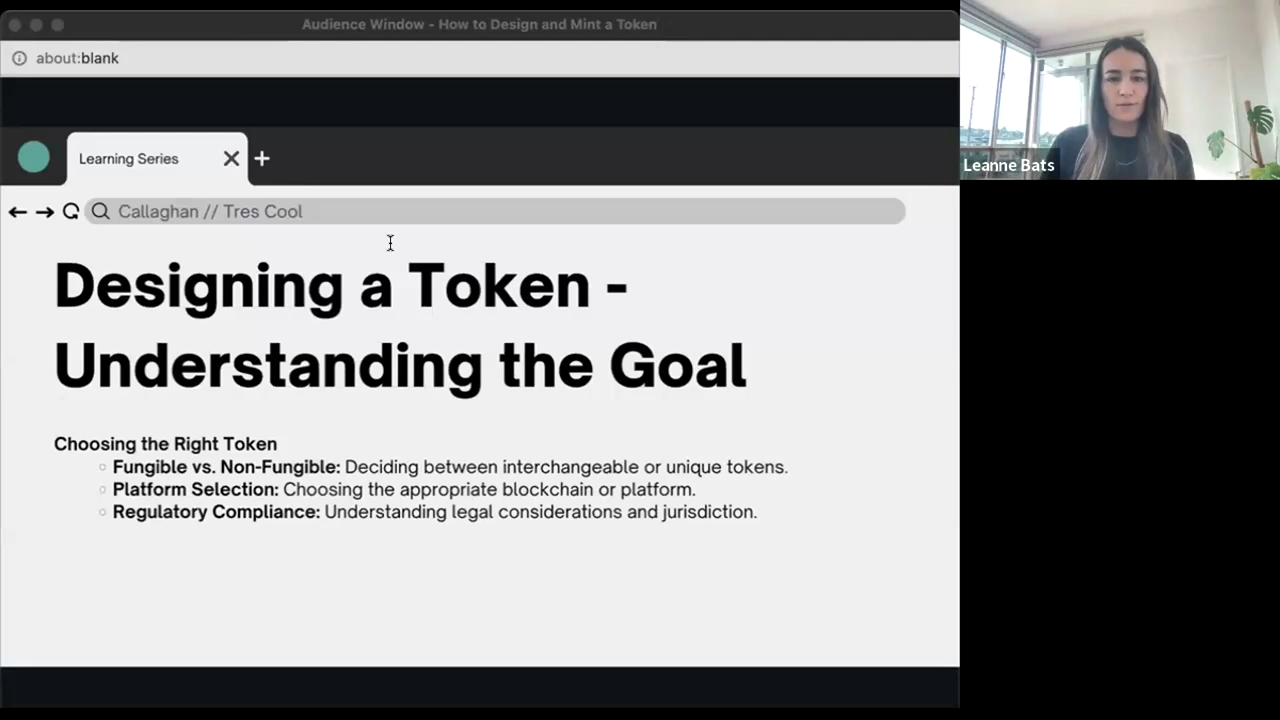 Audience Window - How to Design and Mint a Token
about:blank
Learning Series
Callaghan // Tres Cool
Designing a Token -
Understanding the Goal
Choosing the Right Token
Fungible vs. Non-Fungible: Deciding between interchangeable or unique tokens.
Platform Selection: Choosing the appropriate blockchain or platform.
Regulatory Compliance: Understanding legal considerations and jurisdiction.
Leanne Bats